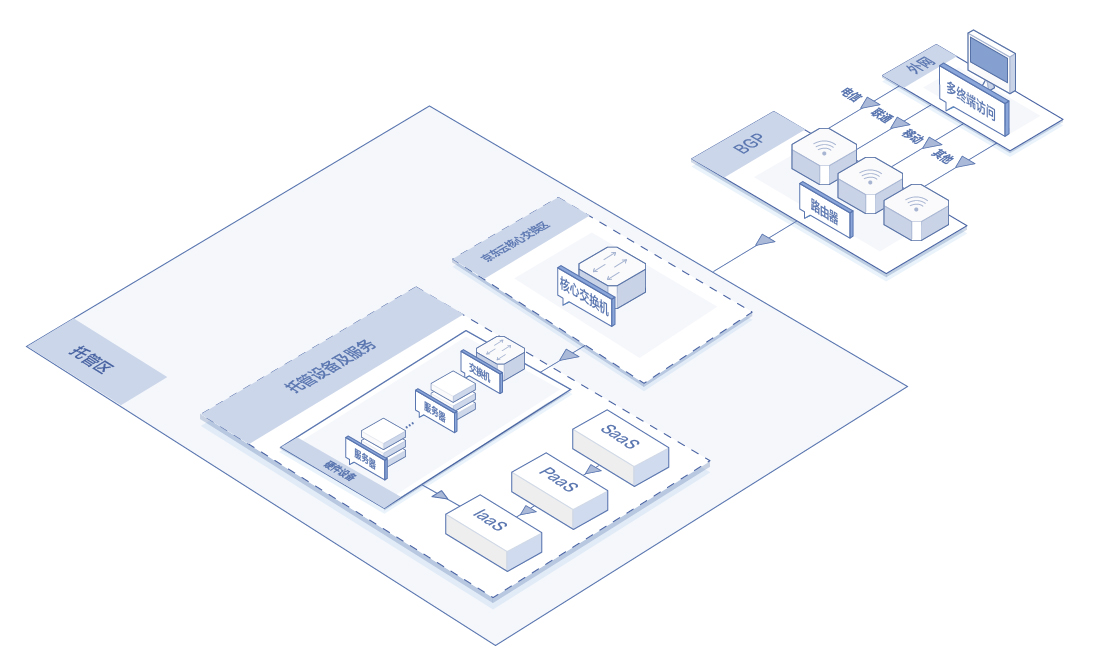 外网
多终端访问
电信
联通
移动
其他
BGP
路由器
京东云核心交换区
核心交换机
托管区
托管设备及服务
交换机
服务器
...
服务器
硬件设备
SaaS
PaaS
IaaS